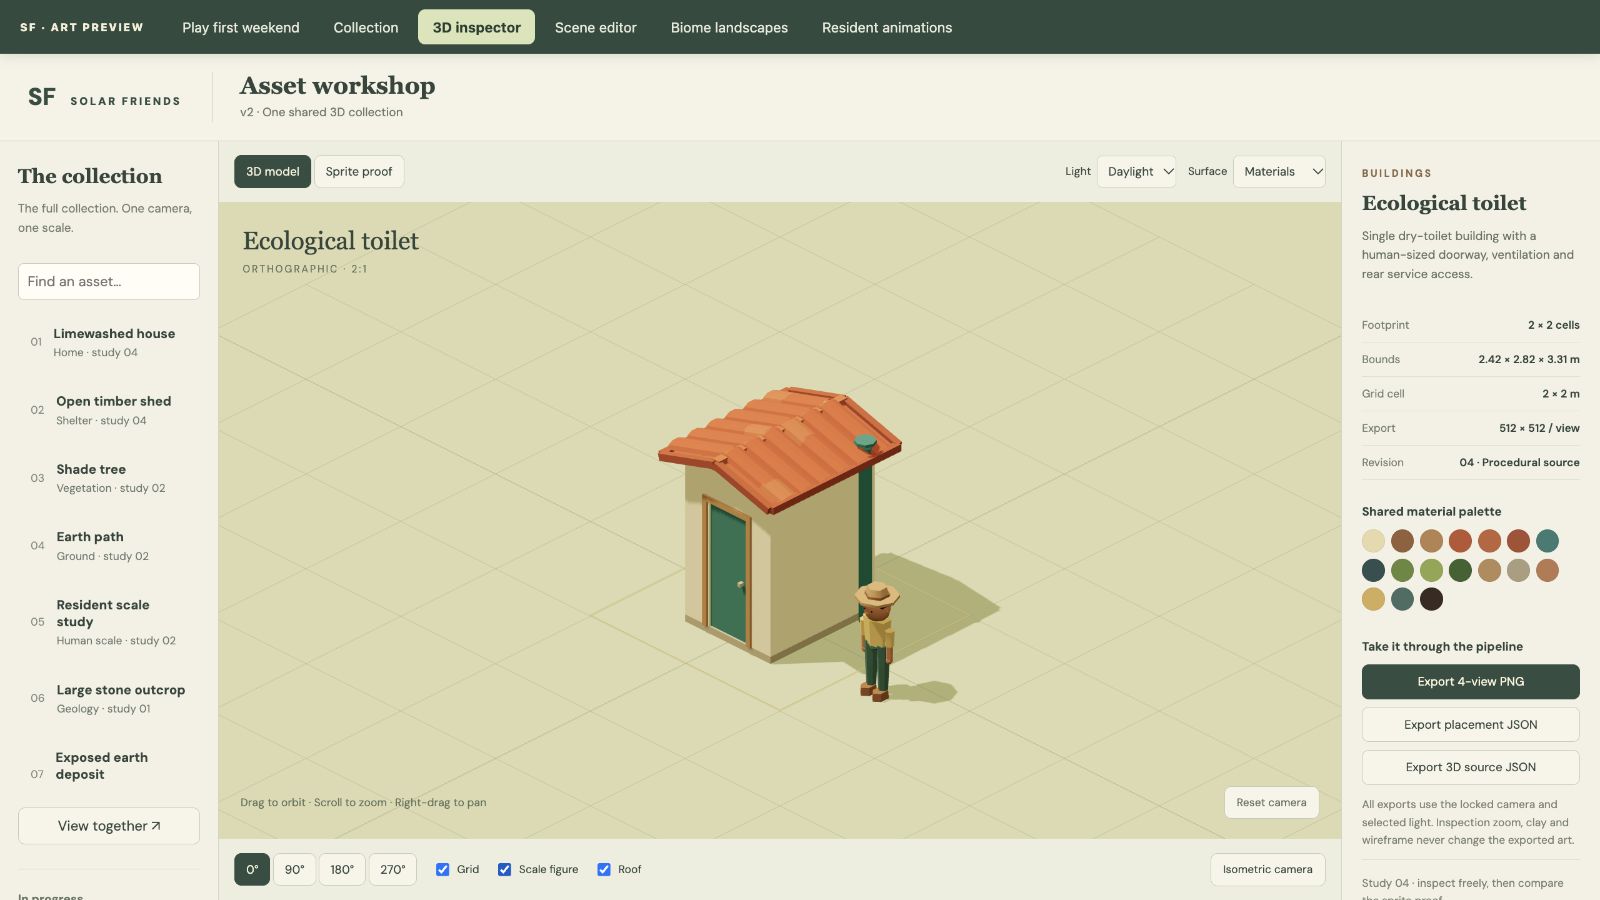 SF · ART PREVIEW
Play first weekend
Collection
3D inspector
Scene editor
Biome landscapes
Resident animations
SF SOLAR FRIENDS
Asset workshop
v2 · One shared 3D collection
The collection
The full collection. One camera,
one scale.
Find an asset...
01 Limewashed house
Home · study 04
02 Open timber shed
Shelter · study 04
03 Shade tree
Vegetation · study 02
04 Earth path
Ground · study 02
05 Resident scale
study
Human scale · study 02
06 Large stone outcrop
Geology · study 01
07 Exposed earth
deposit
View together ↗
In progress
3D model
Sprite proof
Light Daylight
Surface Materials
Ecological toilet
ORTHOGRAPHIC · 2:1
Drag to orbit · Scroll to zoom · Right-drag to pan
Reset camera
0°
90°
180°
270°
Grid
Scale figure
Roof
Isometric camera
BUILDINGS
Ecological toilet
Single dry-toilet building with a
human-sized doorway, ventilation and
rear service access.
Footprint 2 × 2 cells
Bounds 2.42 × 2.82 × 3.31 m
Grid cell 2 × 2 m
Export 512 × 512 / view
Revision 04 · Procedural source
Shared material palette
Take it through the pipeline
Export 4-view PNG
Export placement JSON
Export 3D source JSON
All exports use the locked camera and
selected light. Inspection zoom, clay and
wireframe never change the exported art.
Study 04 · inspect freely, then compare
the sprite proof.